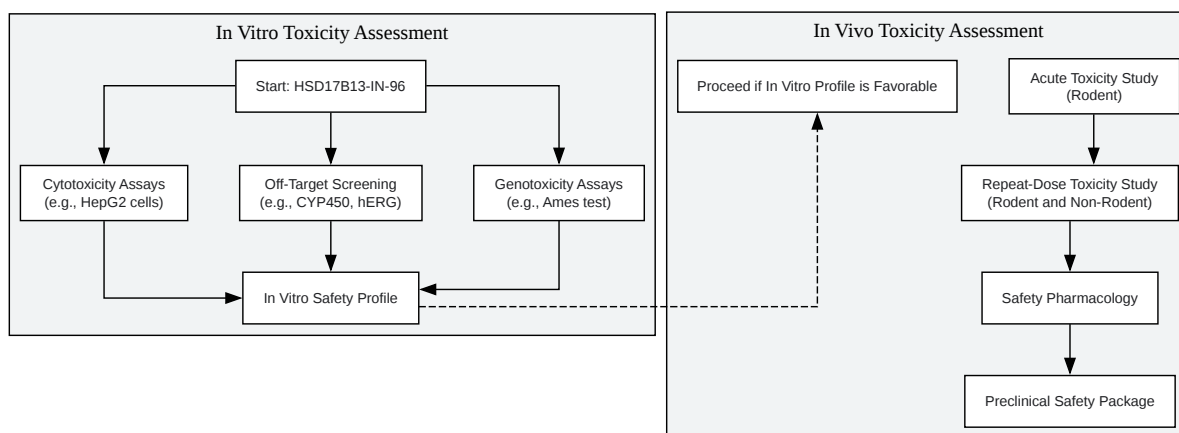 In Vitro Toxicity Assessment
Start: HSD17B13-IN-96
Cytotoxicity Assays
(e.g., HepG2 cells)
Off-Target Screening
(e.g., CYP450, hERG)
Genotoxicity Assays
(e.g., Ames test)
In Vitro Safety Profile
In Vivo Toxicity Assessment
Proceed if In Vitro Profile is Favorable
Acute Toxicity Study
(Rodent)
Repeat-Dose Toxicity Study
(Rodent and Non-Rodent)
Safety Pharmacology
Preclinical Safety Package